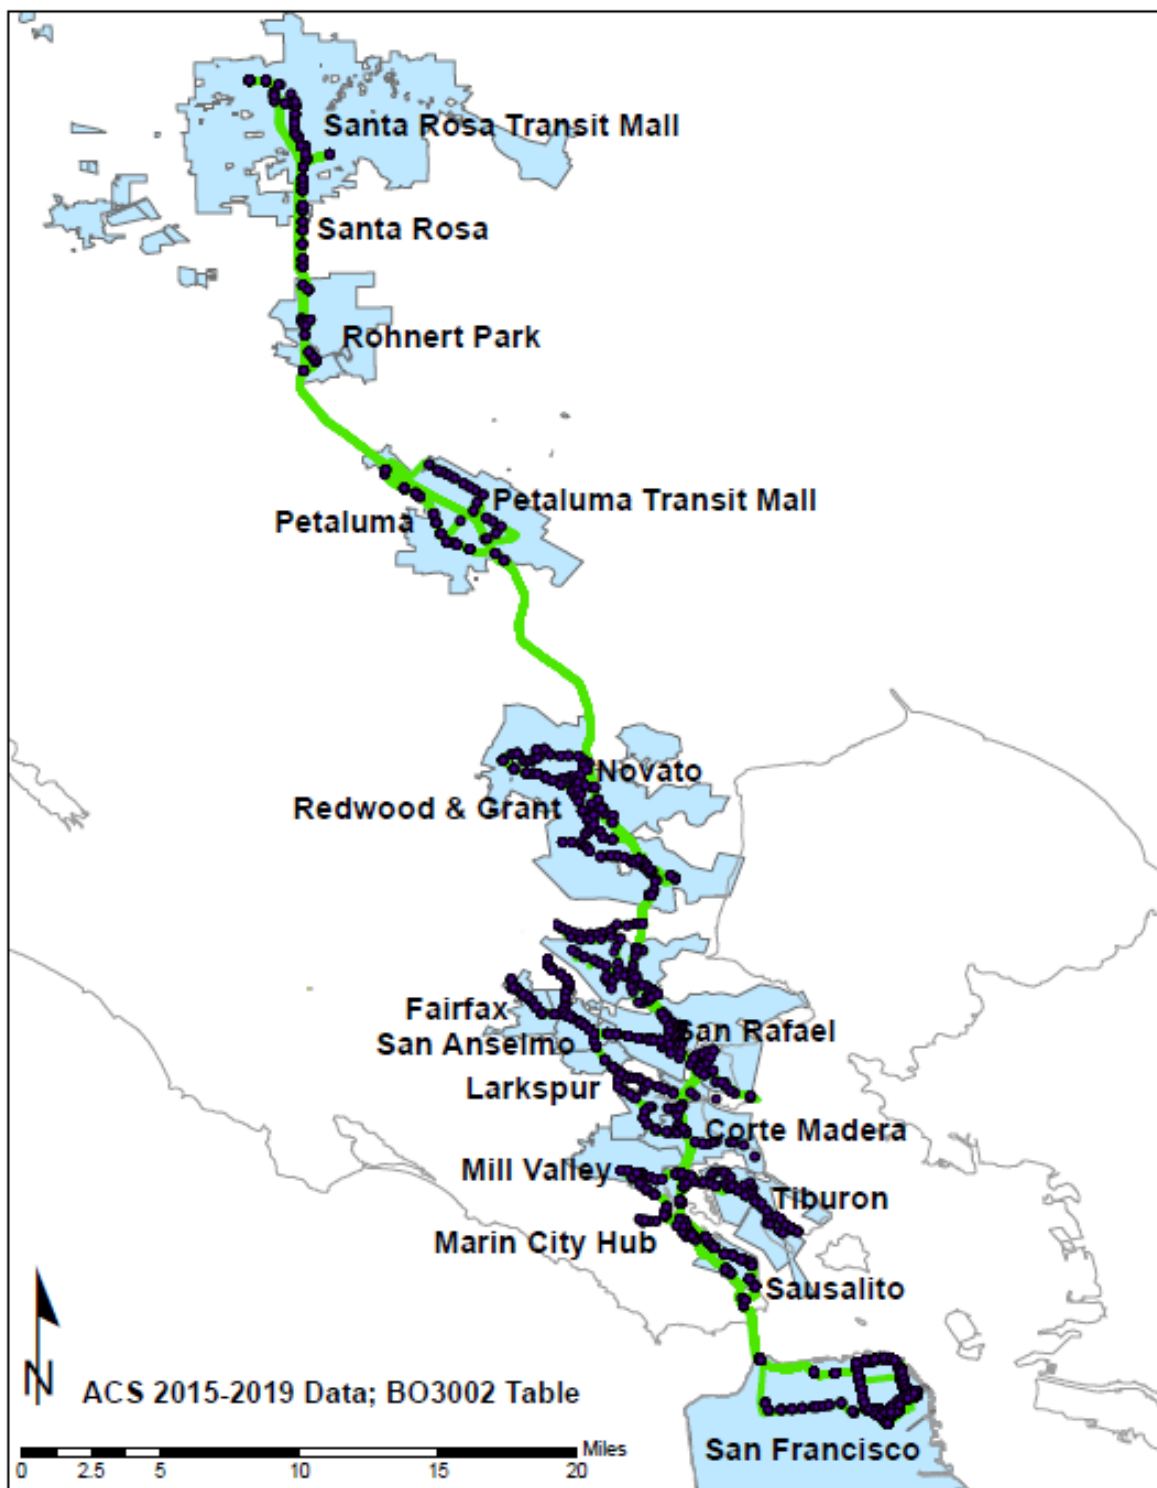 Santa Rosa Transit Mall
Santa Rosa
Rohnert Park
Petaluma Transit Mall
Petaluma
Novato
Redwood & Grant
Fairfax
San Rafael
San Anselmo
Larkspur
Corte Madera
Mill Valley
Tiburon
Marin City Hub
Sausalito
N
ACS 2015-2019 Data; BO3002 Table
San Francisco
Miles
0 2.5 5 10 15 20